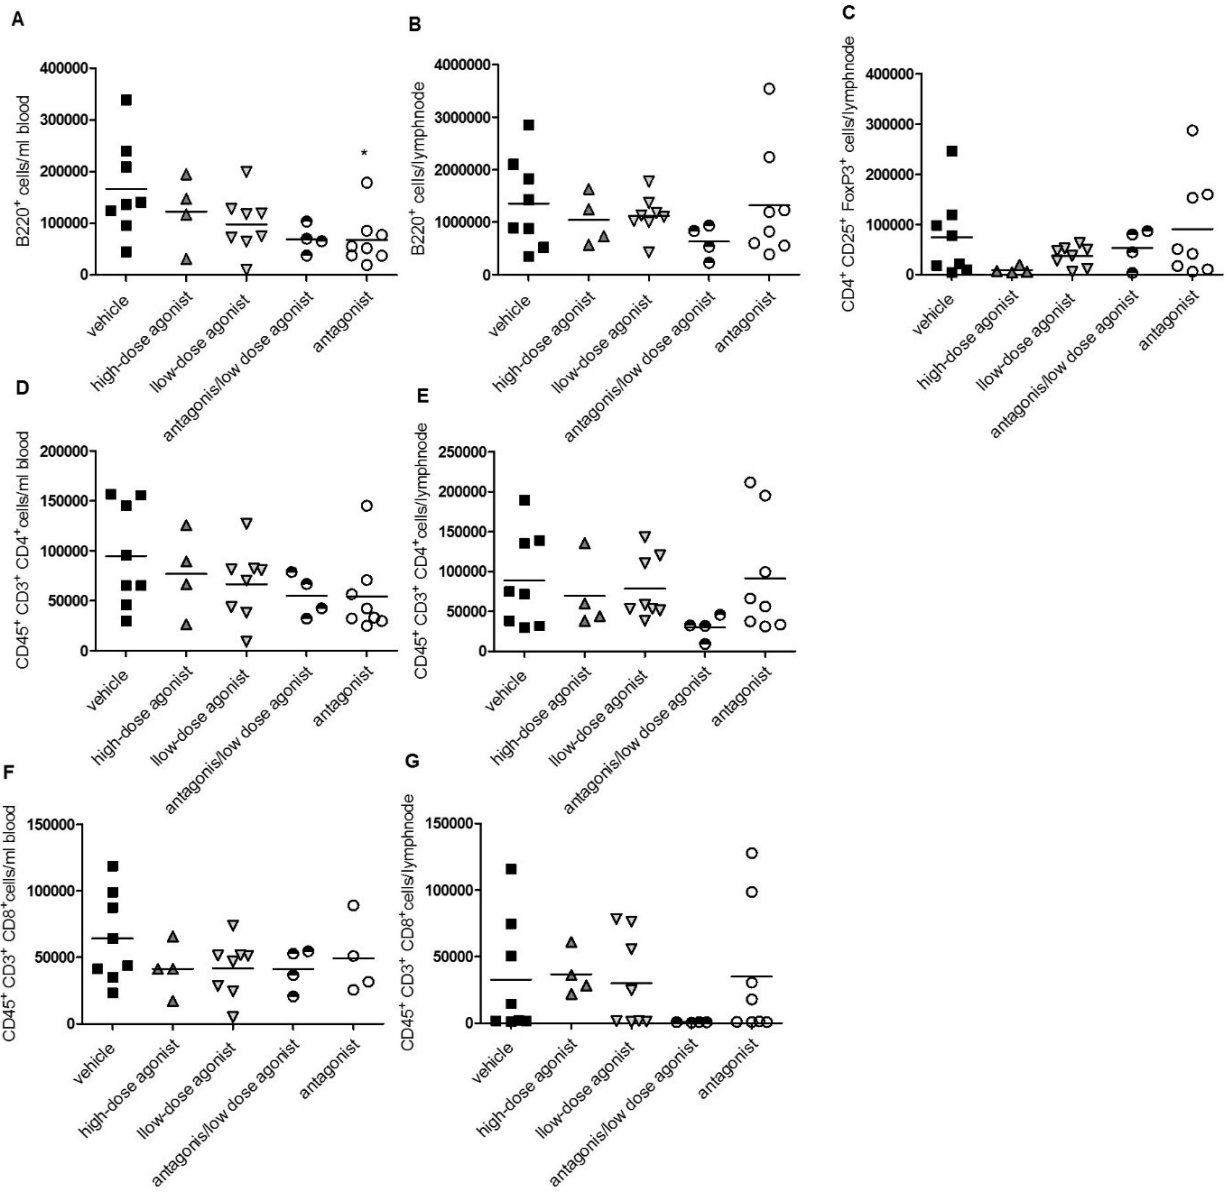 A
B220⁺ cells/ml blood
400000
300000
200000
100000
0
*
vehicle
high-dose agonist
llow-dose agonist
antagonis/low dose agonist
antagonist
B
B220⁺ cells/lymphnode
4000000
3000000
2000000
1000000
0
vehicle
high-dose agonist
llow-dose agonist
antagonis/low dose agonist
antagonist
C
CD4⁺ CD25⁺ FoxP3⁺ cells/lymphnode
400000
300000
200000
100000
0
vehicle
high-dose agonist
llow-dose agonist
antagonis/low dose agonist
antagonist
D
CD45⁺ CD3⁺ CD4⁺cells/ml blood
200000
150000
100000
50000
0
vehicle
high-dose agonist
llow-dose agonist
antagonis/low dose agonist
antagonist
E
CD45⁺ CD3⁺ CD4⁺cells/lymphnode
250000
200000
150000
100000
50000
0
vehicle
high-dose agonist
llow-dose agonist
antagonis/low dose agonist
antagonist
F
CD45⁺ CD3⁺ CD8⁺cells/ml blood
150000
100000
50000
0
vehicle
high-dose agonist
llow-dose agonist
antagonis/low dose agonist
antagonist
G
CD45⁺ CD3⁺ CD8⁺cells/lymphnode
150000
100000
50000
0
vehicle
high-dose agonist
llow-dose agonist
antagonis/low dose agonist
antagonist